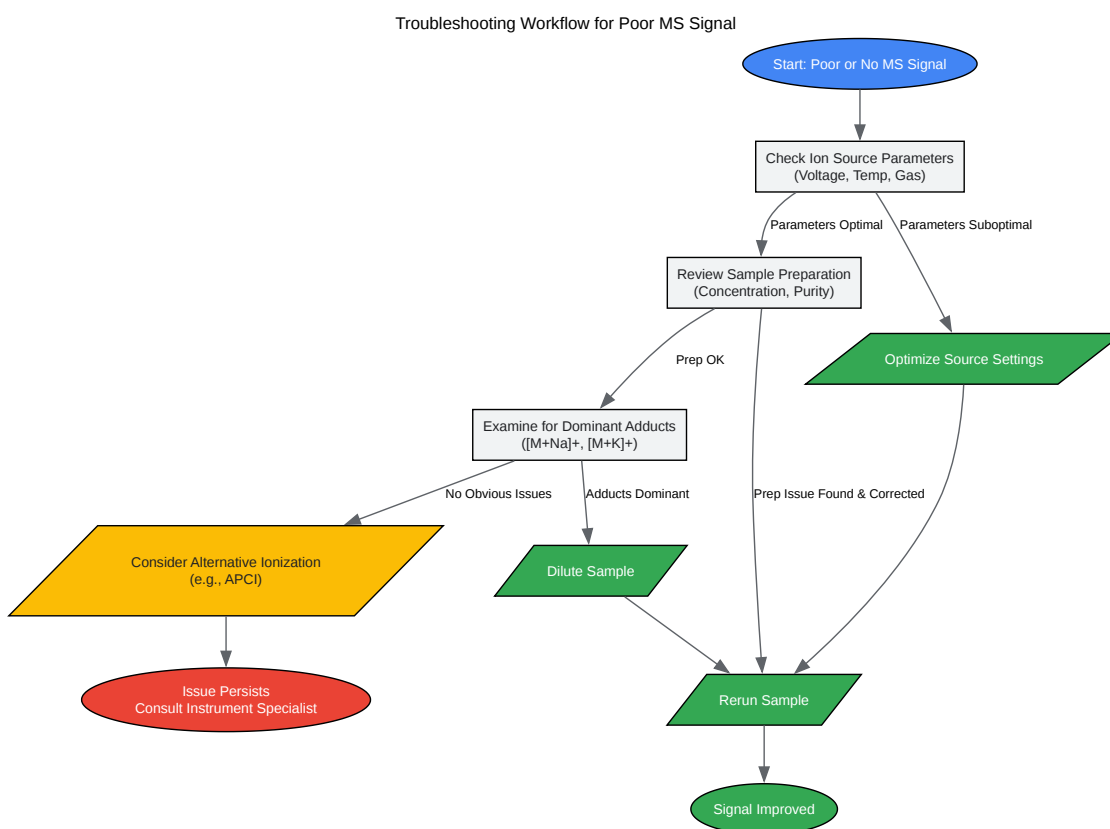 Troubleshooting Workflow for Poor MS Signal
Start: Poor or No MS Signal
Check Ion Source Parameters
(Voltage, Temp, Gas)
Parameters Optimal
Parameters Suboptimal
Review Sample Preparation
(Concentration, Purity)
Optimize Source Settings
Prep OK
Examine for Dominant Adducts
([M+Na]+, [M+K]+)
No Obvious Issues
Adducts Dominant
Prep Issue Found & Corrected
Consider Alternative Ionization
(e.g., APCI)
Dilute Sample
Issue Persists
Consult Instrument Specialist
Rerun Sample
Signal Improved